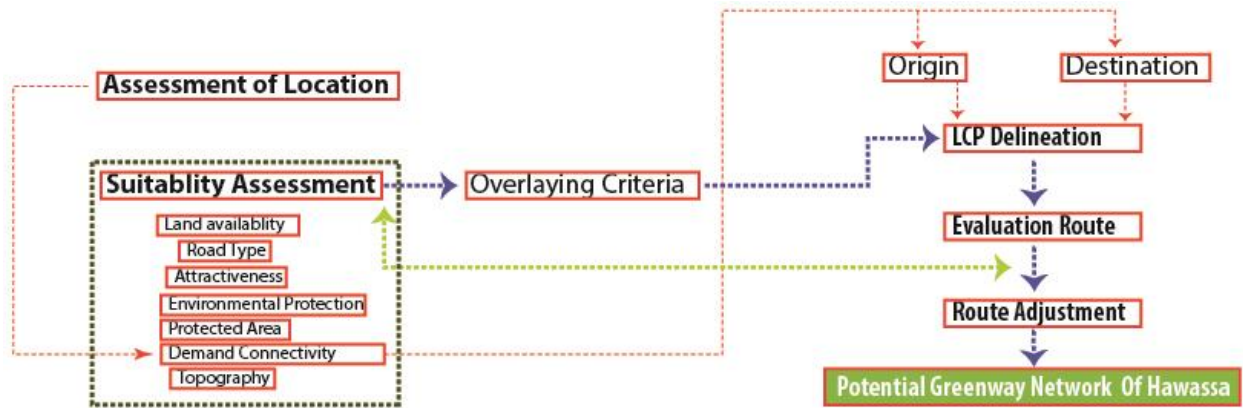 Assessment of Location
Suitablity Assessment
Land availablity
Road Type
Attractiveness
Environmental Protection
Protected Area
Demand Connectivity
Topography
Overlaying Criteria
Origin
Destination
LCP Delineation
Evaluation Route
Route Adjustment
Potential Greenway Network Of Hawassa